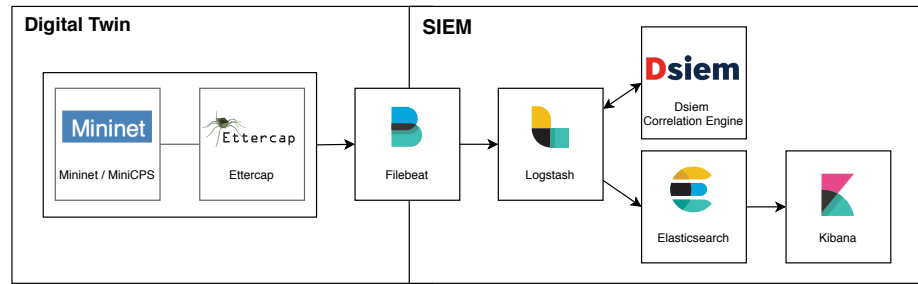 Digital Twin
SIEM
Mininet
Mininet / MiniCPS
Ettercap
Ettercap
Filebeat
Logstash
Dsiem
Dsiem
Correlation Engine
Elasticsearch
Kibana